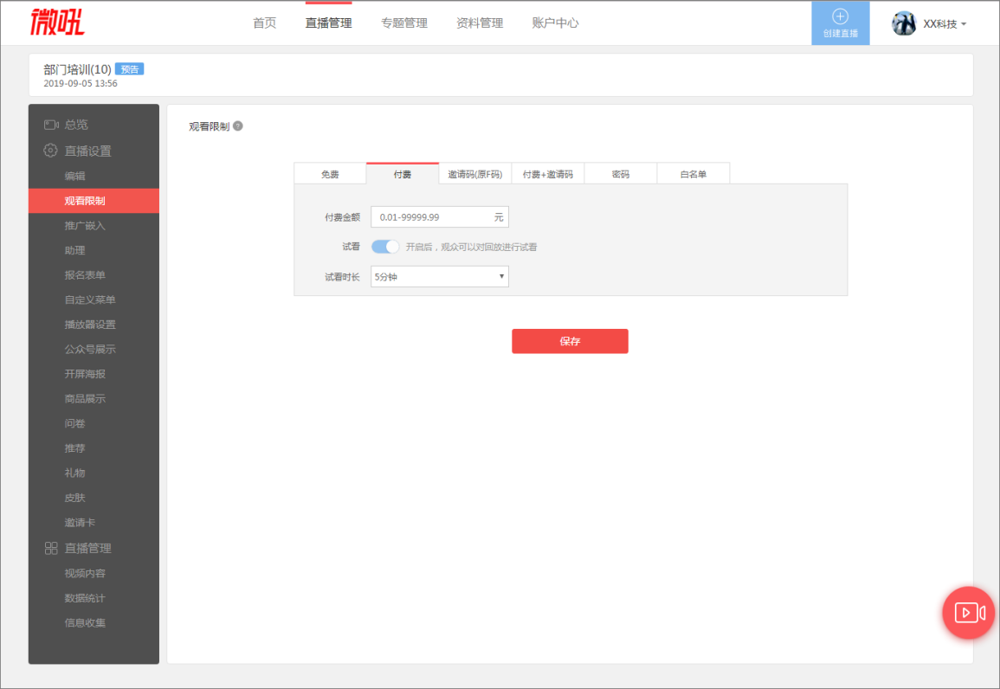 微吼
首页 直播管理 专题管理 资料管理 账户中心
创建直播
XX科技
部门培训(10) 预告
2019-09-05 13:56
总览
直播设置
编辑
观看限制
推广嵌入
助理
报名表单
自定义菜单
播放器设置
公众号展示
开屏海报
商品展示
问卷
推荐
礼物
皮肤
邀请卡
直播管理
视频内容
数据统计
信息收集
观看限制 ?
免费 付费 邀请码(原F码) 付费+邀请码 密码 白名单
付费金额 0.01-99999.99 元
试看 开启后，观众可以对回放进行试看
试看时长 5分钟
保存